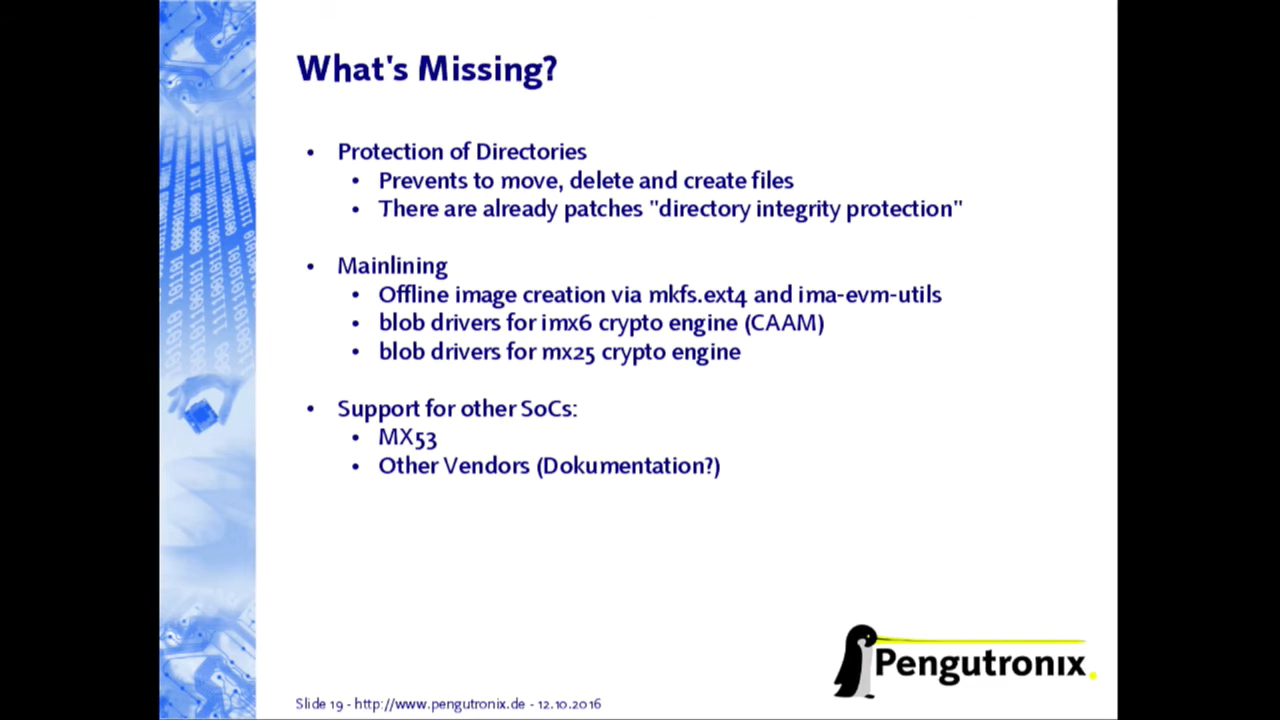 What's Missing?
• Protection of Directories
• Prevents to move, delete and create files
• There are already patches "directory integrity protection"
• Mainlining
• Offline image creation via mkfs.ext4 and ima-evm-utils
• blob drivers for imx6 crypto engine (CAAM)
• blob drivers for mx25 crypto engine
• Support for other SoCs:
• MX53
• Other Vendors (Dokumentation?)
Pengutronix
Slide 19 - http://www.pengutronix.de - 12.10.2016